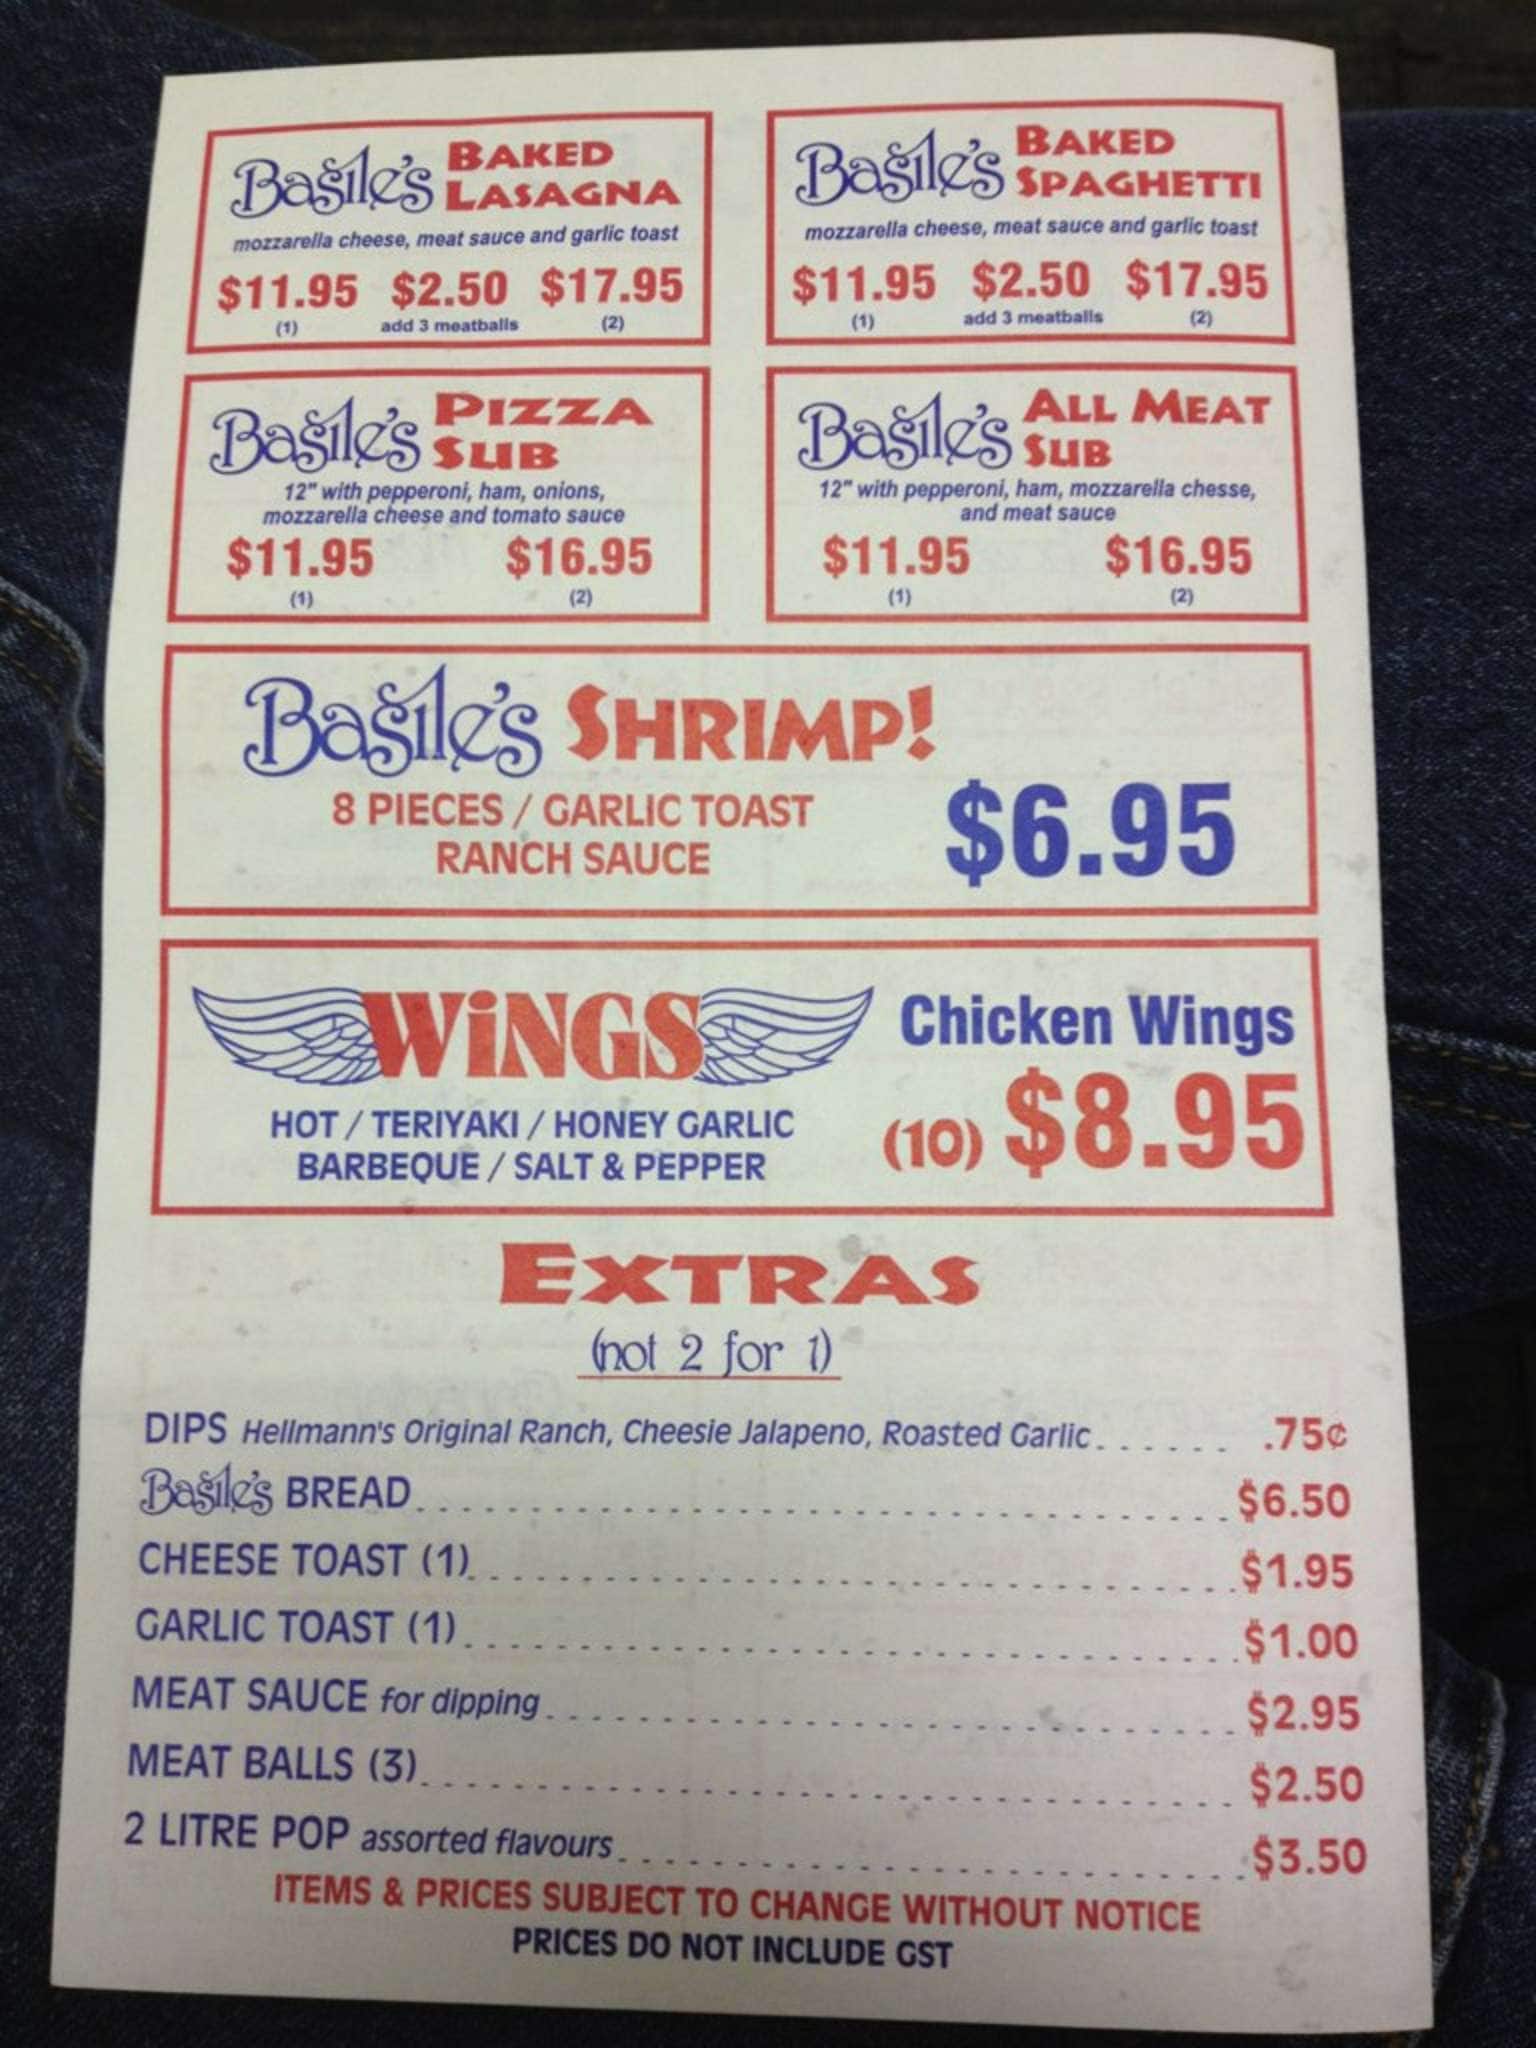 Basile's BAKED LASAGNA
mozzarella cheese, meat sauce and garlic toast
$11.95 $2.50 $17.95
(1) add 3 meatballs (2)
Basile's BAKED SPAGHETTI
mozzarella cheese, meat sauce and garlic toast
$11.95 $2.50 $17.95
(1) add 3 meatballs (2)
Basile's PIZZA SUB
12" with pepperoni, ham, onions,
mozzarella cheese and tomato sauce
$11.95 $16.95
(1) (2)
Basile's ALL MEAT SUB
12" with pepperoni, ham, mozzarella chesse,
and meat sauce
$11.95 $16.95
(1) (2)
Basile's SHRIMP!
8 PIECES / GARLIC TOAST
RANCH SAUCE
$6.95
WiNGS
HOT / TERIYAKI / HONEY GARLIC
BARBEQUE / SALT & PEPPER
Chicken Wings
(10) $8.95
EXTRAS
(not 2 for 1)
DIPS Hellmann's Original Ranch, Cheesie Jalapeno, Roasted Garlic . . . . . . .75¢
Basile's BREAD $6.50
CHEESE TOAST (1) $1.95
GARLIC TOAST (1) $1.00
MEAT SAUCE for dipping $2.95
MEAT BALLS (3) $2.50
2 LITRE POP assorted flavours $3.50
ITEMS & PRICES SUBJECT TO CHANGE WITHOUT NOTICE
PRICES DO NOT INCLUDE GST